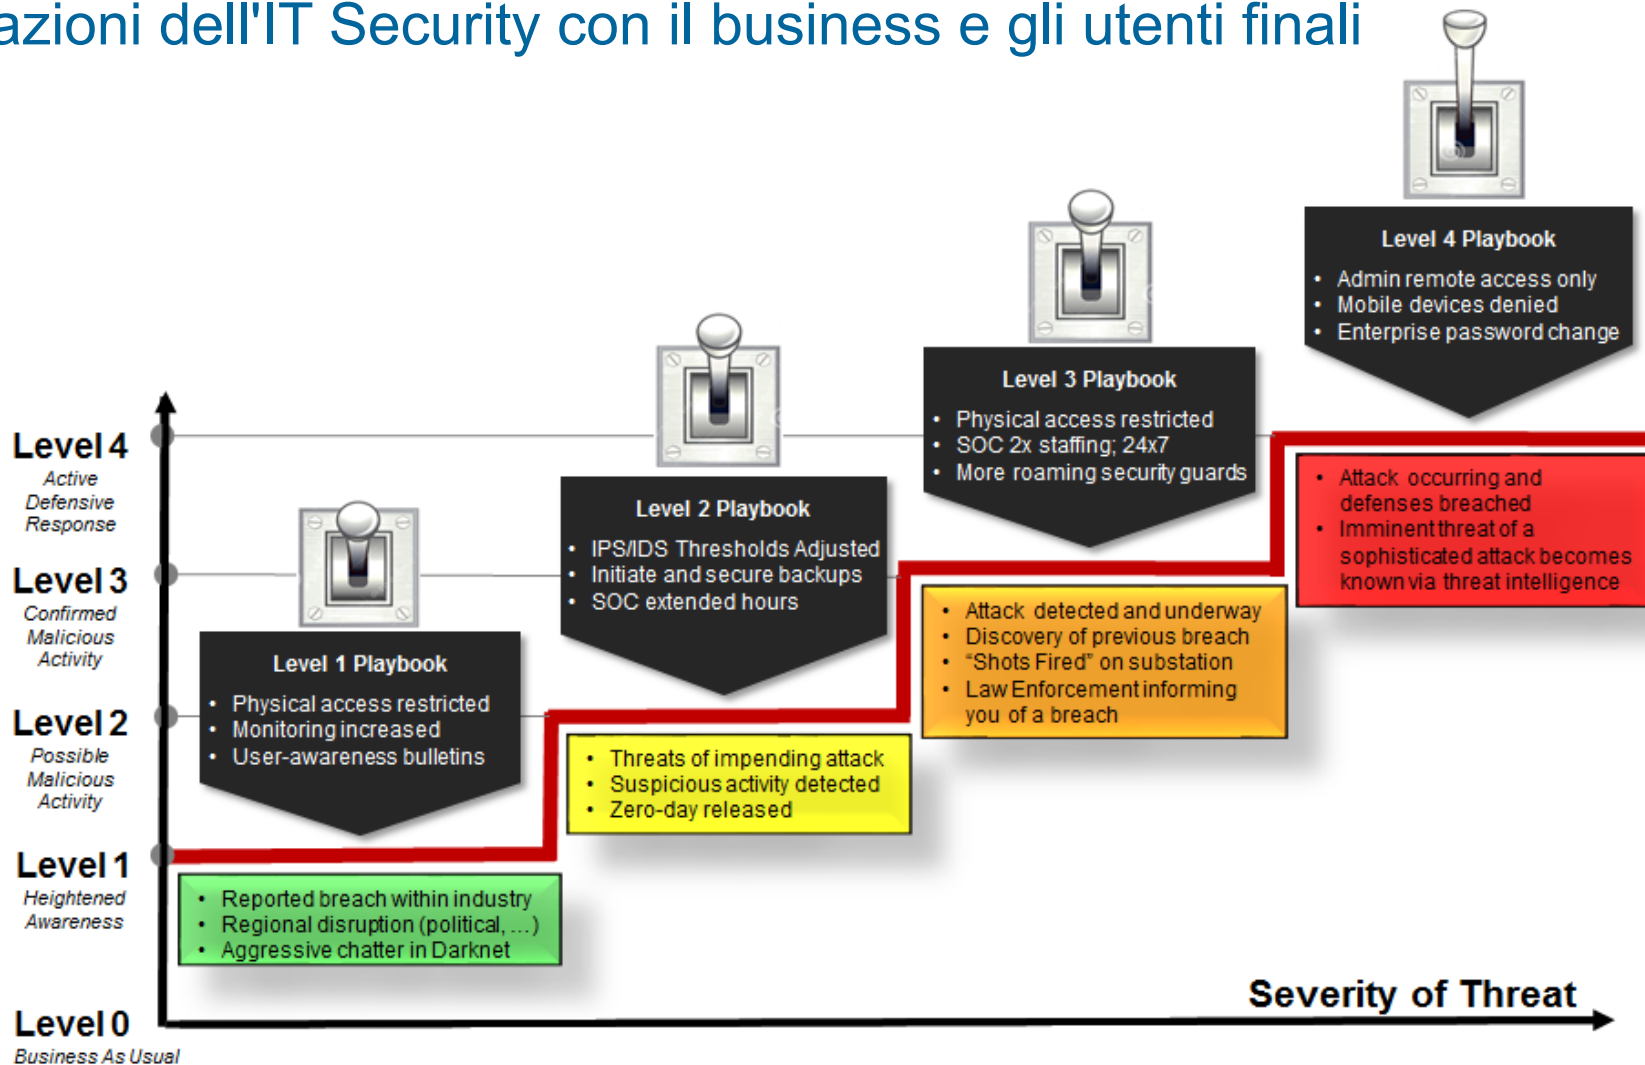 azioni dell'IT Security con il business e gli utenti finali
Level 4 Playbook
• Admin remote access only
• Mobile devices denied
• Enterprise password change
Level 3 Playbook
• Physical access restricted
• SOC 2x staffing; 24x7
• More roaming security guards
Level 2 Playbook
• IPS/IDS Thresholds Adjusted
• Initiate and secure backups
• SOC extended hours
Level 1 Playbook
• Physical access restricted
• Monitoring increased
• User-awareness bulletins
Level 4
Active
Defensive
Response
Level 3
Confirmed
Malicious
Activity
Level 2
Possible
Malicious
Activity
Level 1
Heightened
Awareness
Level 0
Business As Usual
• Attack occurring and
defenses breached
• Imminent threat of a
sophisticated attack becomes
known via threat intelligence
• Attack detected and underway
• Discovery of previous breach
• “Shots Fired” on substation
• Law Enforcement informing
you of a breach
• Threats of impending attack
• Suspicious activity detected
• Zero-day released
• Reported breach within industry
• Regional disruption (political, ...)
• Aggressive chatter in Darknet
Severity of Threat